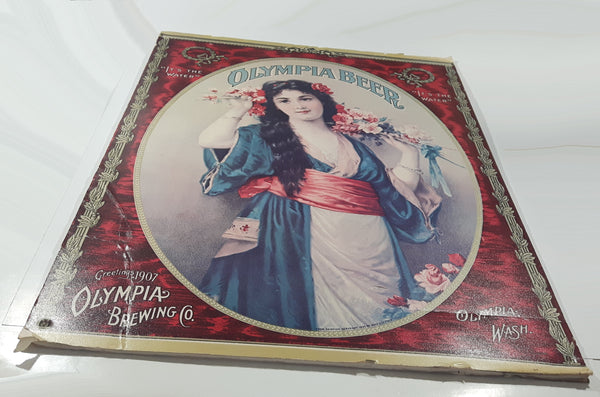 OLYMPIA BEER
"IT'S THE
WATER"
"IT'S THE
WATER"
Greetings 1907
OLYMPIA
BREWING CO.
OLYMPIA,
WASH.